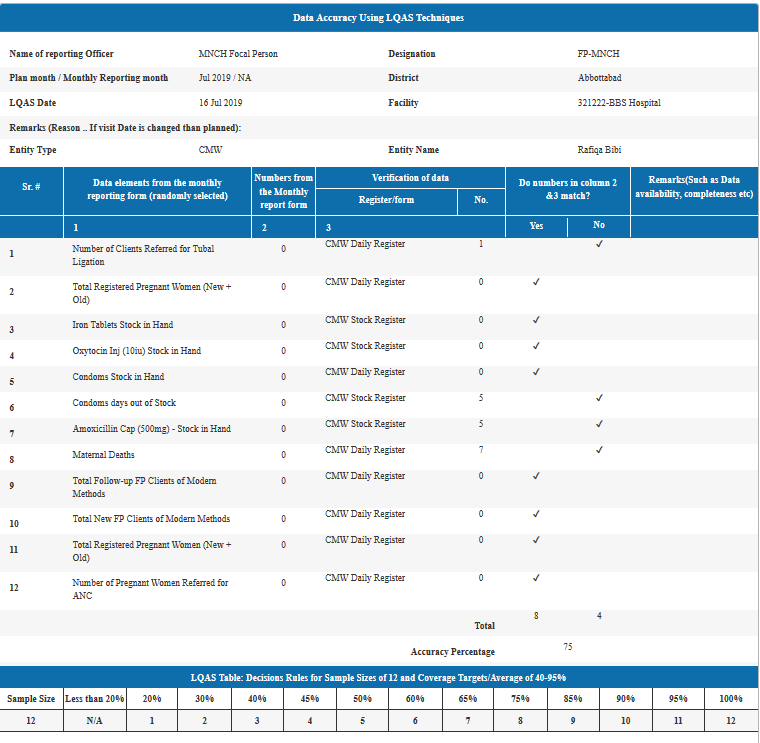 Data Accuracy Using LQAS Techniques
Name of reporting Officer MNCH Focal Person Designation FP-MNCH
Plan month / Monthly Reporting month Jul 2019 / NA District Abbottabad
LQAS Date 16 Jul 2019 Facility 321222-BBS Hospital
Remarks (Reason .. If visit Date is changed than planned):
Entity Type CMW Entity Name Rafiqa Bibi
Sr. # Data elements from the monthly reporting form (randomly selected) Numbers from the Monthly report form Verification of data Do numbers in column 2 &3 match? Remarks(Such as Data availability, completeness etc)
Register/form No.
1 2 3 Yes No
1 Number of Clients Referred for Tubal Ligation 0 CMW Daily Register 1 ✓
2 Total Registered Pregnant Women (New + Old) 0 CMW Daily Register 0 ✓
3 Iron Tablets Stock in Hand 0 CMW Stock Register 0 ✓
4 Oxytocin Inj (10iu) Stock in Hand 0 CMW Stock Register 0 ✓
5 Condoms Stock in Hand 0 CMW Daily Register 0 ✓
6 Condoms days out of Stock 0 CMW Stock Register 5 ✓
7 Amoxicillin Cap (500mg) - Stock in Hand 0 CMW Stock Register 5 ✓
8 Maternal Deaths 0 CMW Daily Register 7 ✓
9 Total Follow-up FP Clients of Modern Methods 0 CMW Daily Register 0 ✓
10 Total New FP Clients of Modern Methods 0 CMW Daily Register 0 ✓
11 Total Registered Pregnant Women (New + Old) 0 CMW Daily Register 0 ✓
12 Number of Pregnant Women Referred for ANC 0 CMW Daily Register 0 ✓
Total 8 4
Accuracy Percentage 75
LQAS Table: Decisions Rules for Sample Sizes of 12 and Coverage Targets/Average of 40-95%
Sample Size Less than 20% 20% 30% 40% 45% 50% 60% 65% 75% 85% 90% 95% 100%
12 N/A 1 2 3 4 5 6 7 8 9 10 11 12